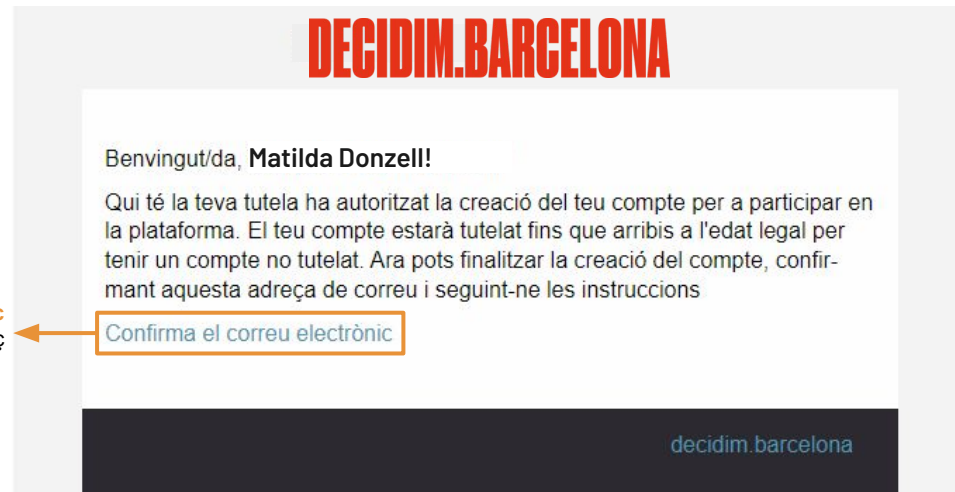 DECIDIM.BARCELONA
Benvingut/da, Matilda Donzell!
Qui té la teva tutela ha autoritzat la creació del teu compte per a participar en
la plataforma. El teu compte estarà tutelat fins que arribis a l'edat legal per
tenir un compte no tutelat. Ara pots finalitzar la creació del compte, confir-
mant aquesta adreça de correu i seguint-ne les instruccions
Confirma el correu electrònic
decidim.barcelona